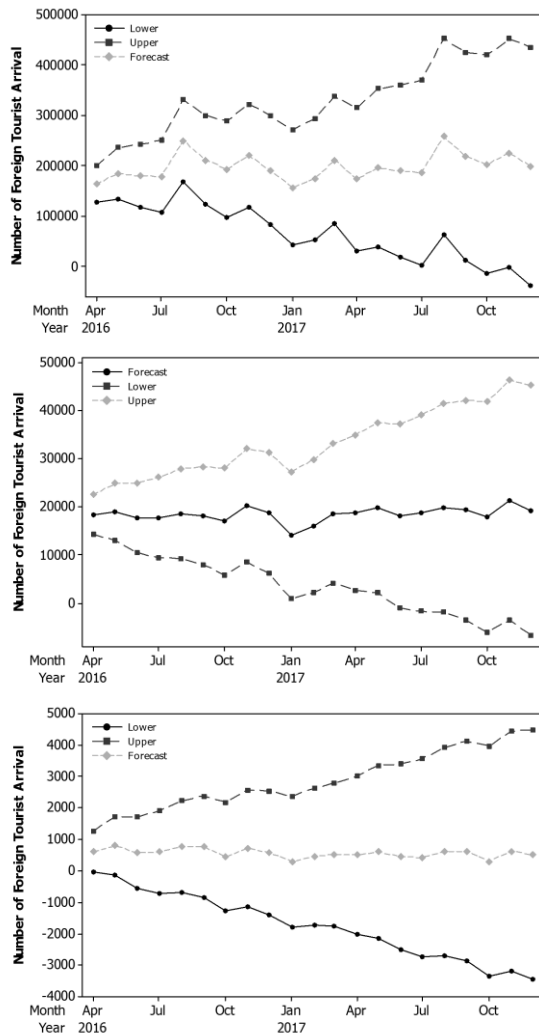 500000
400000
300000
200000
100000
0
Number of Foreign Tourist Arrival
Lower
Upper
Forecast
Month Apr Jul Oct Jan Apr Jul Oct
Year 2016 2017
50000
40000
30000
20000
10000
0
Number of Foreign Tourist Arrival
Forecast
Lower
Upper
Month Apr Jul Oct Jan Apr Jul Oct
Year 2016 2017
5000
4000
3000
2000
1000
0
-1000
-2000
-3000
-4000
Number of Foreign Tourist Arrival
Lower
Upper
Forecast
Month Apr Jul Oct Jan Apr Jul Oct
Year 2016 2017